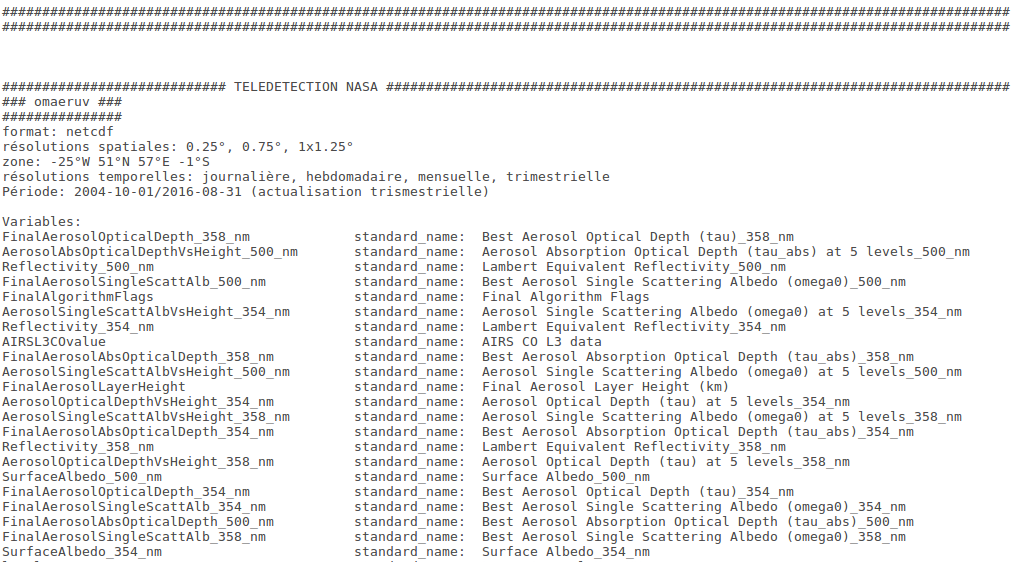 ##############################################################################################################################
##############################################################################################################################
############################ TELEDETECTION NASA ##############################################################################
### omaeruv ###
###############
format: netcdf
résolutions spatiales: 0.25°, 0.75°, 1x1.25°
zone: -25°W 51°N 57°E -1°S
résolutions temporelles: journalière, hebdomadaire, mensuelle, trimestrielle
Période: 2004-10-01/2016-08-31 (actualisation trismestrielle)
Variables:
FinalAerosolOpticalDepth_358_nm             standard_name:  Best Aerosol Optical Depth (tau)_358_nm
AerosolAbsOpticalDepthVsHeight_500_nm       standard_name:  Aerosol Absorption Optical Depth (tau_abs) at 5 levels_500_nm
Reflectivity_500_nm                         standard_name:  Lambert Equivalent Reflectivity_500_nm
FinalAerosolSingleScattAlb_500_nm           standard_name:  Best Aerosol Single Scattering Albedo (omega0)_500_nm
FinalAlgorithmFlags                         standard_name:  Final Algorithm Flags
AerosolSingleScattAlbVsHeight_354_nm        standard_name:  Aerosol Single Scattering Albedo (omega0) at 5 levels_354_nm
Reflectivity_354_nm                         standard_name:  Lambert Equivalent Reflectivity_354_nm
AIRSL3COvalue                               standard_name:  AIRS CO L3 data
FinalAerosolAbsOpticalDepth_358_nm          standard_name:  Best Aerosol Absorption Optical Depth (tau_abs)_358_nm
AerosolSingleScattAlbVsHeight_500_nm        standard_name:  Aerosol Single Scattering Albedo (omega0) at 5 levels_500_nm
FinalAerosolLayerHeight                     standard_name:  Final Aerosol Layer Height (km)
AerosolOpticalDepthVsHeight_354_nm          standard_name:  Aerosol Optical Depth (tau) at 5 levels_354_nm
AerosolSingleScattAlbVsHeight_358_nm        standard_name:  Aerosol Single Scattering Albedo (omega0) at 5 levels_358_nm
FinalAerosolAbsOpticalDepth_354_nm          standard_name:  Best Aerosol Absorption Optical Depth (tau_abs)_354_nm
Reflectivity_358_nm                         standard_name:  Lambert Equivalent Reflectivity_358_nm
AerosolOpticalDepthVsHeight_358_nm          standard_name:  Aerosol Optical Depth (tau) at 5 levels_358_nm
SurfaceAlbedo_500_nm                        standard_name:  Surface Albedo_500_nm
FinalAerosolOpticalDepth_354_nm             standard_name:  Best Aerosol Optical Depth (tau)_354_nm
FinalAerosolSingleScattAlb_354_nm           standard_name:  Best Aerosol Single Scattering Albedo (omega0)_354_nm
FinalAerosolAbsOpticalDepth_500_nm          standard_name:  Best Aerosol Absorption Optical Depth (tau_abs)_500_nm
FinalAerosolSingleScattAlb_358_nm           standard_name:  Best Aerosol Single Scattering Albedo (omega0)_358_nm
SurfaceAlbedo_354_nm                        standard_name:  Surface Albedo_354_nm